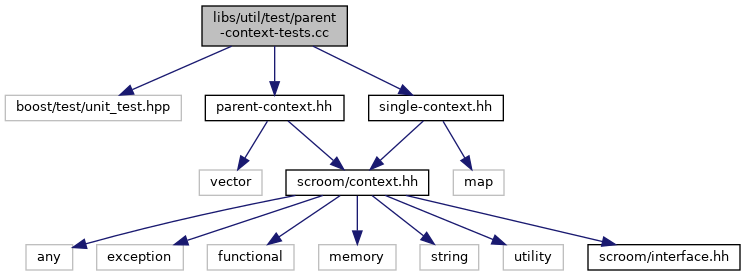 libs/util/test/parent
-context-tests.cc
boost/test/unit_test.hpp
parent-context.hh
single-context.hh
vector
scroom/context.hh
map
any
exception
functional
memory
string
utility
scroom/interface.hh